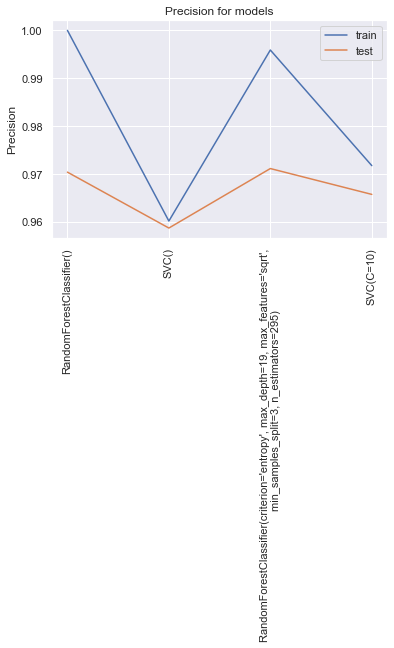 Precision for models
train
test
Precision
1.00
0.99
0.98
0.97
0.96
RandomForestClassifier()
SVC()
RandomForestClassifier(criterion='entropy', max_depth=19, max_features='sqrt',
min_samples_split=3, n_estimators=295)
SVC(C=10)